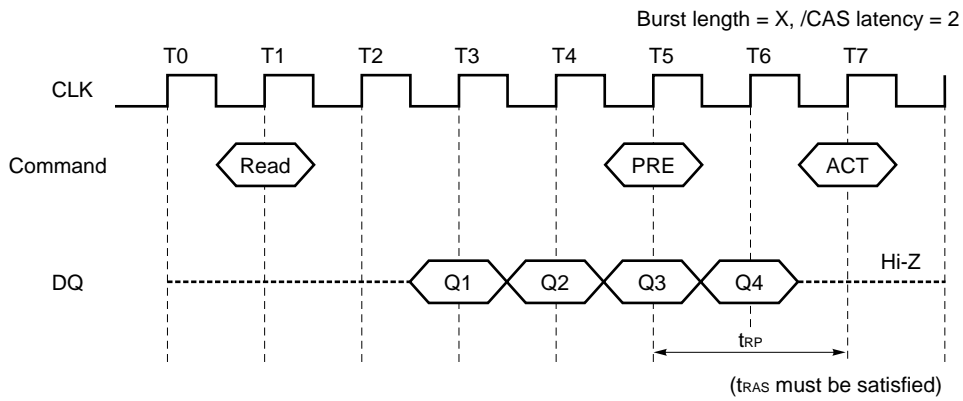 Burst length = X, /CAS latency = 2
T0 T1 T2 T3 T4 T5 T6 T7
CLK
Command Read PRE ACT
DQ Q1 Q2 Q3 Q4 Hi-Z
tRP
(tRAS must be satisfied)